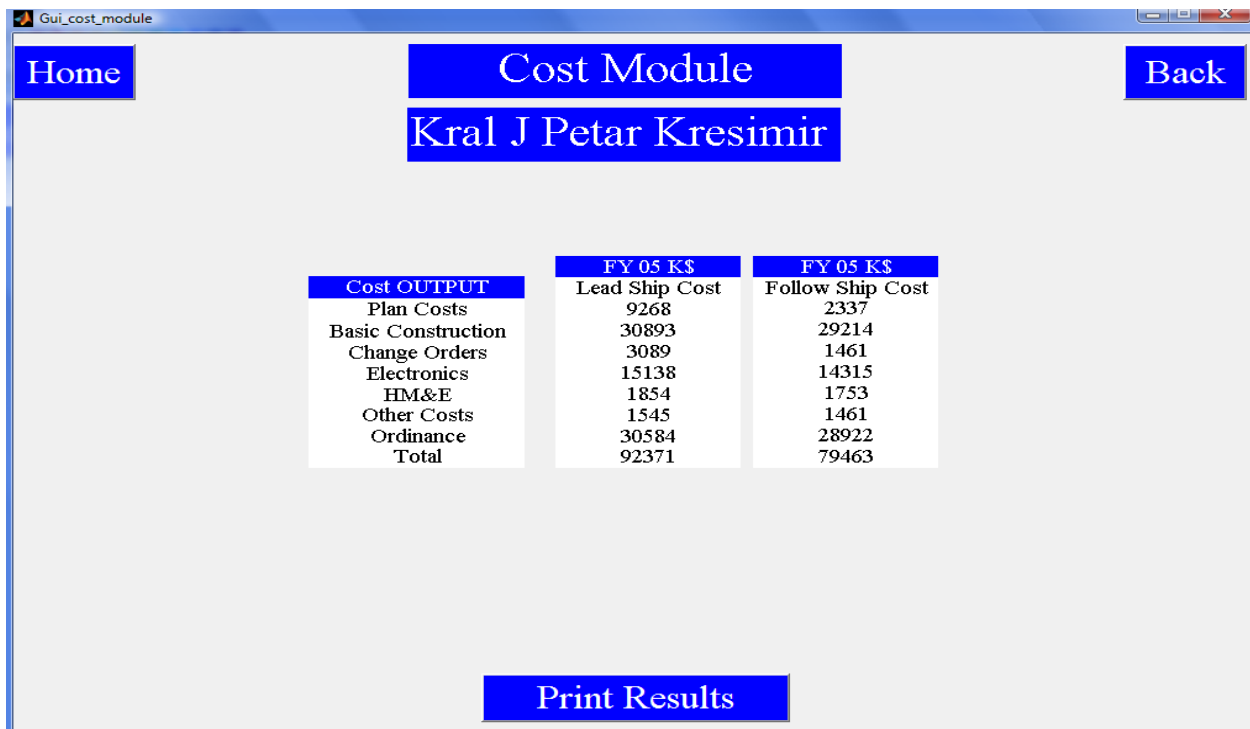 Gui_cost_module
Home
Cost Module
Back
Kral J Petar Kresimir
FY 05 K$ FY 05 K$
Cost OUTPUT Lead Ship Cost Follow Ship Cost
Plan Costs 9268 2337
Basic Construction 30893 29214
Change Orders 3089 1461
Electronics 15138 14315
HM&E 1854 1753
Other Costs 1545 1461
Ordinance 30584 28922
Total 92371 79463
Print Results